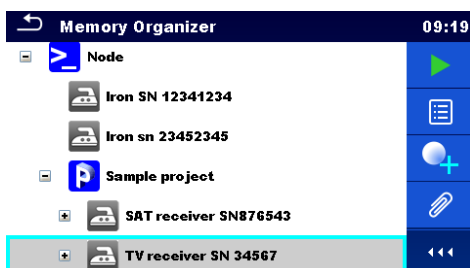 Memory Organizer 09:19
Node
Iron SN 12341234
Iron sn 23452345
Sample project
SAT receiver SN876543
TV receiver SN 34567